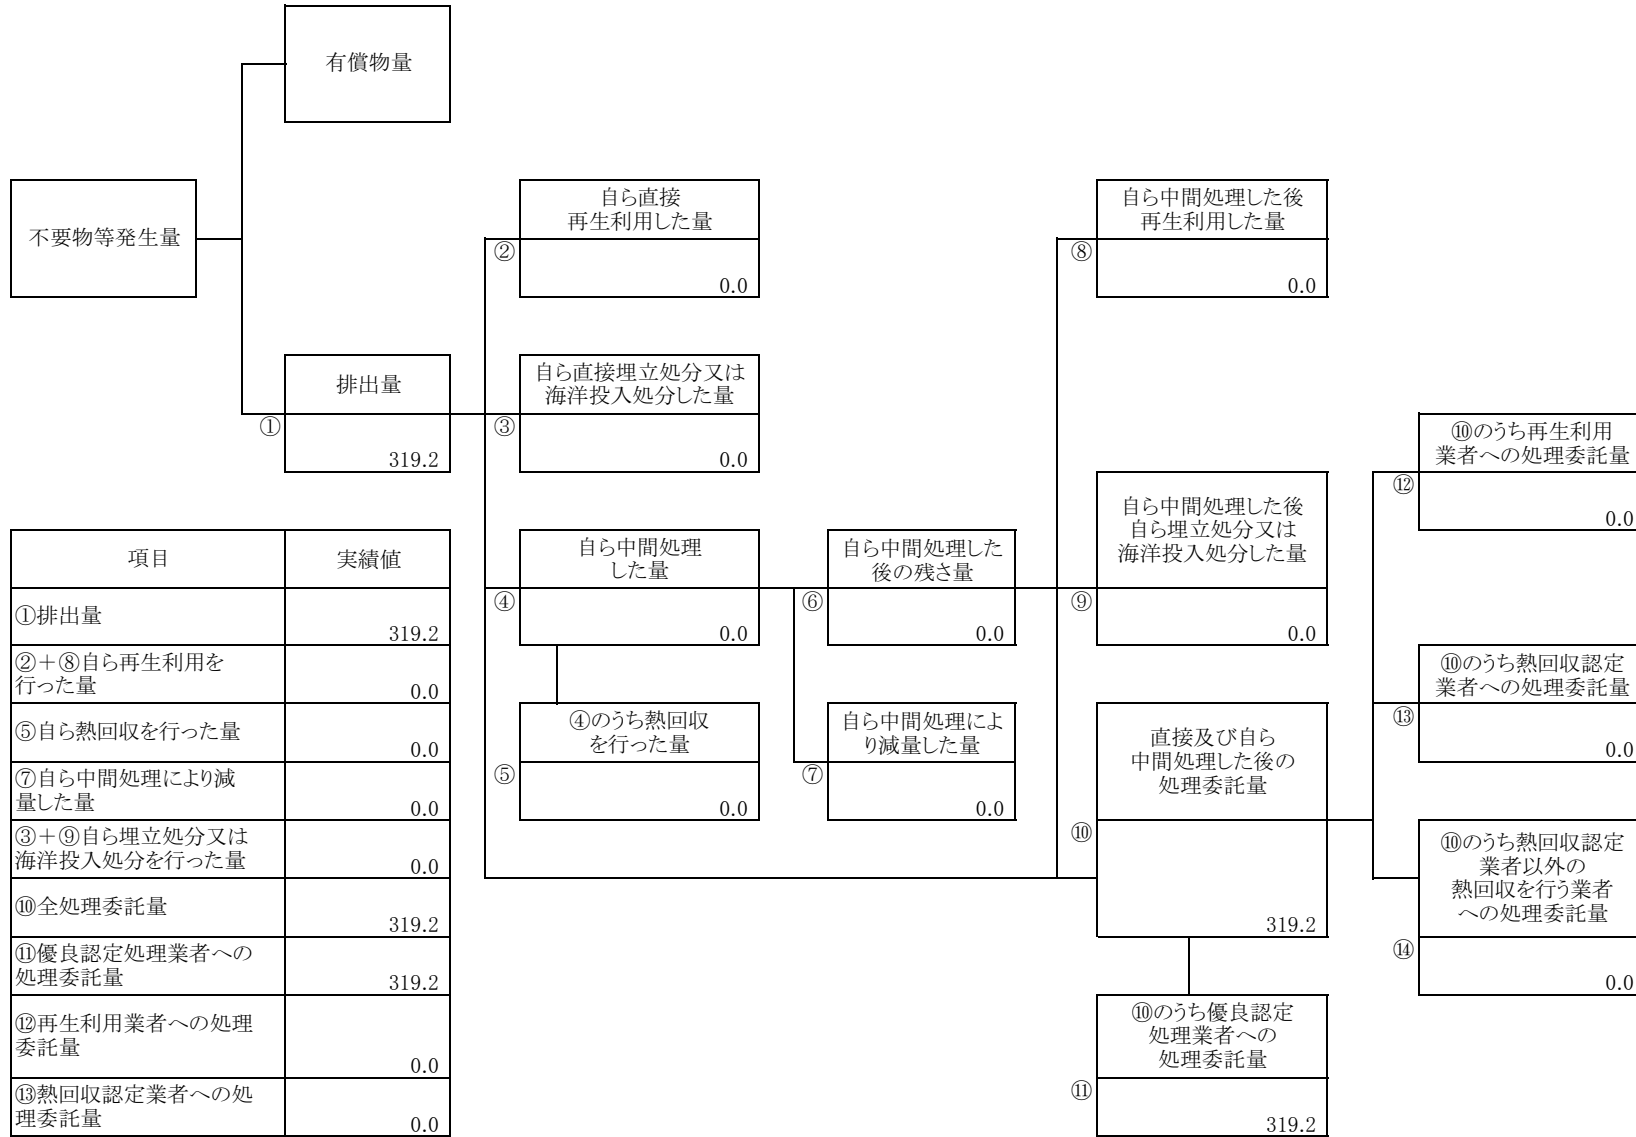 有償物量
不要物等発生量
①
排出量
319.2
②
自ら直接
再生利用した量
0.0
③
自ら直接埋立処分又は
海洋投入処分した量
0.0
④
自ら中間処理
した量
0.0
⑤
④のうち熱回収
を行った量
0.0
⑥
自ら中間処理した
後の残さ量
0.0
⑦
自ら中間処理によ
り減量した量
0.0
⑧
自ら中間処理した後
再生利用した量
0.0
⑨
自ら中間処理した後
自ら埋立処分又は
海洋投入処分した量
0.0
⑩
直接及び自ら
中間処理した後の
処理委託量
319.2
⑪
⑩のうち優良認定
処理業者への
処理委託量
319.2
⑫
⑩のうち再生利用
業者への処理委託量
0.0
⑬
⑩のうち熱回収認定
業者への処理委託量
0.0
⑭
⑩のうち熱回収認定
業者以外の
熱回収を行う業者
への処理委託量
0.0
項目 実績値
①排出量
319.2
②+⑧自ら再生利用を
行った量 0.0
⑤自ら熱回収を行った量
0.0
⑦自ら中間処理により減
量した量 0.0
③+⑨自ら埋立処分又は
海洋投入処分を行った量 0.0
⑩全処理委託量
319.2
⑪優良認定処理業者への
処理委託量 319.2
⑫再生利用業者への処理
委託量
0.0
⑬熱回収認定業者への処
理委託量 0.0